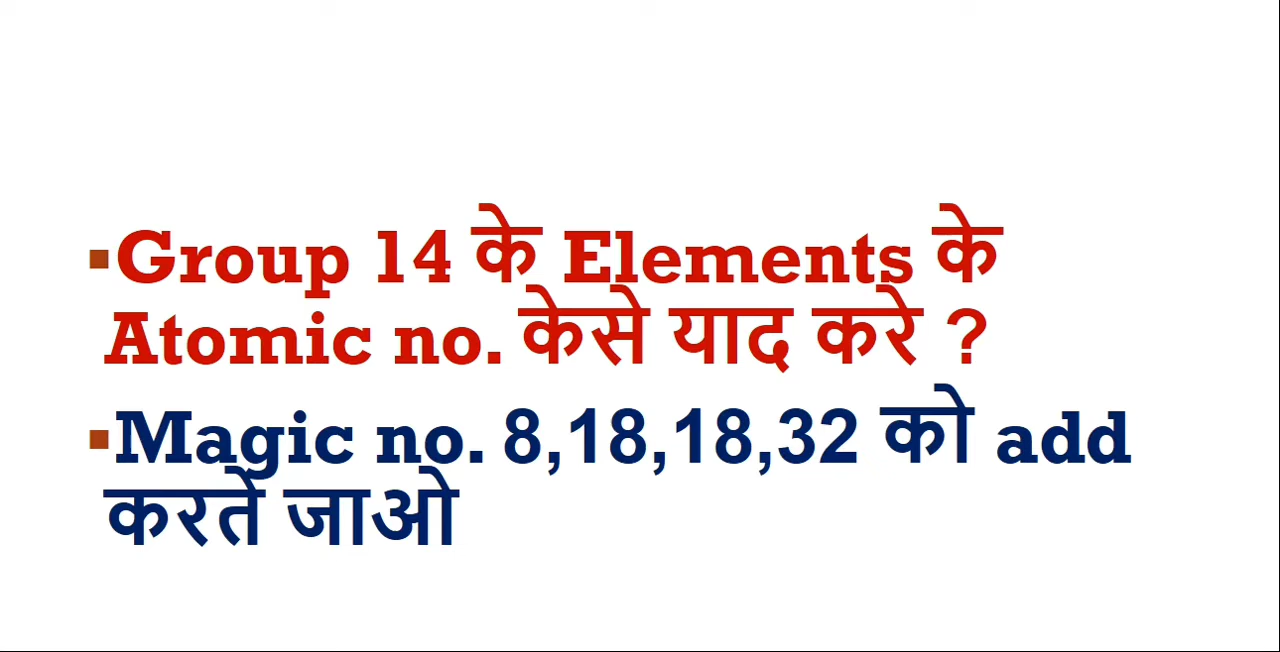 ▪Group 14 के Elements के
Atomic no. केसे याद करे ?
▪Magic no. 8,18,18,32 को add
करते जाओ